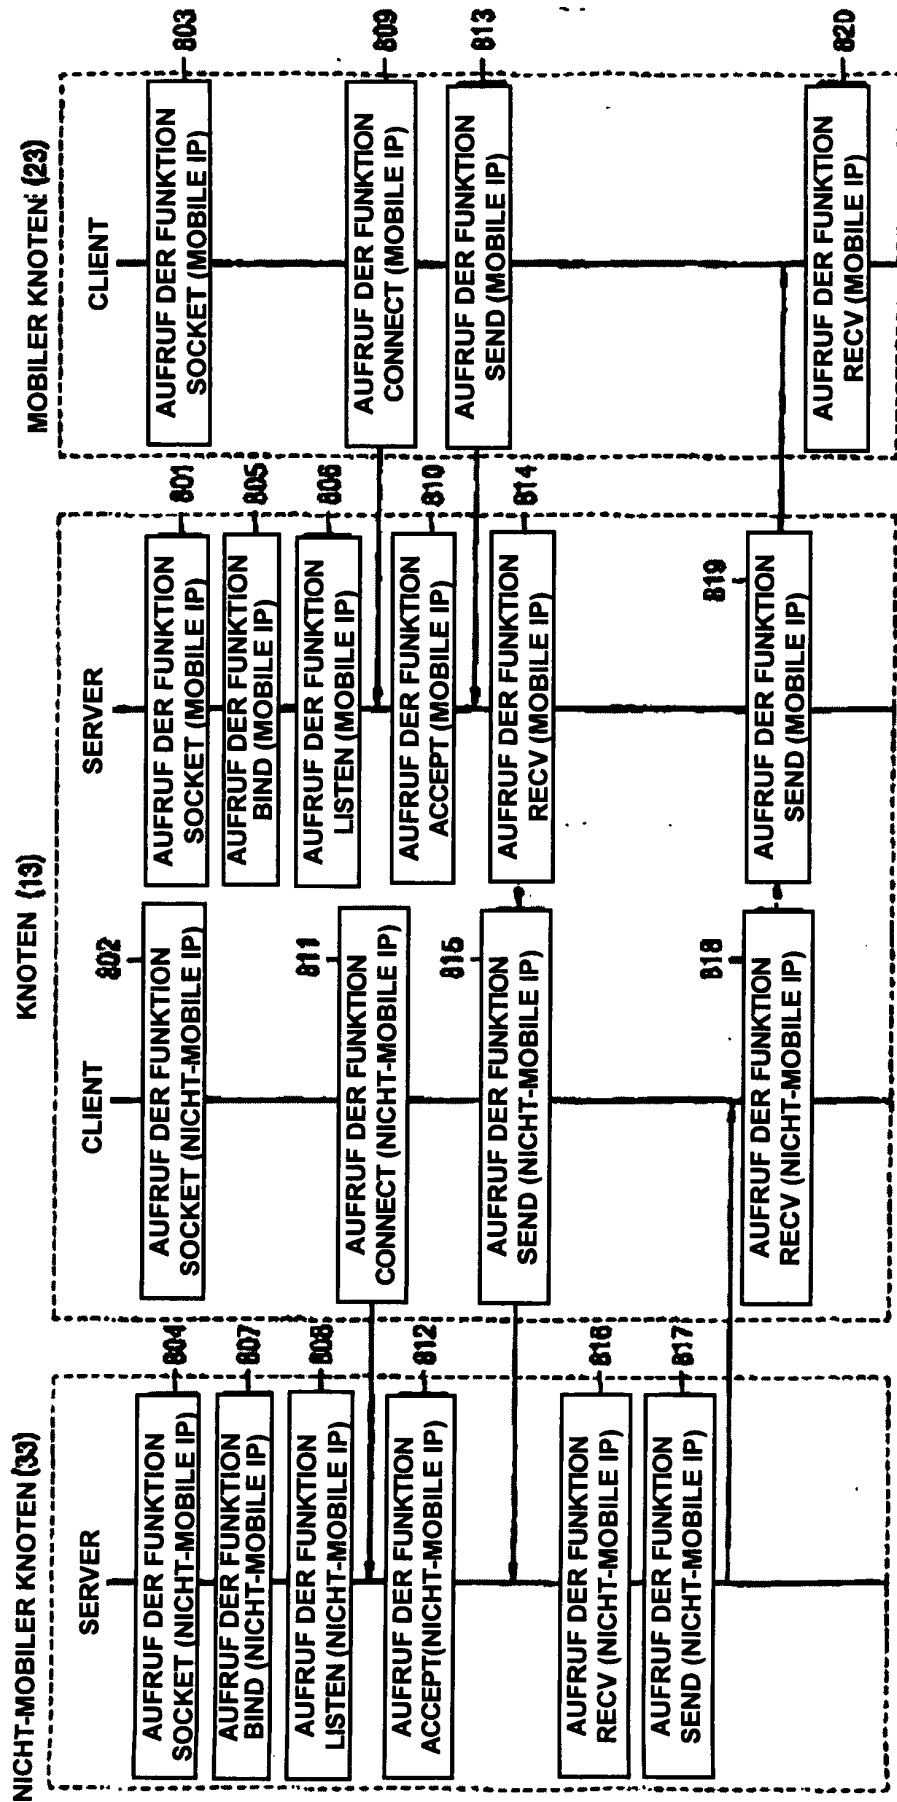 NICHT-MOBILER KNOTEN (33)
SERVER
AUFRUF DER FUNKTION
SOCKET (NICHT-MOBILE IP)
804
AUFRUF DER FUNKTION
BIND (NICHT-MOBILE IP)
807
AUFRUF DER FUNKTION
LISTEN (NICHT-MOBILE IP)
808
AUFRUF DER FUNKTION
ACCEPT(NICHT-MOBILE IP)
812
AUFRUF DER FUNKTION
RECV (NICHT-MOBILE IP)
816
AUFRUF DER FUNKTION
SEND (NICHT-MOBILE IP)
817
KNOTEN (13)
CLIENT
AUFRUF DER FUNKTION
SOCKET (NICHT-MOBILE IP)
802
AUFRUF DER FUNKTION
CONNECT (NICHT-MOBILE IP)
811
AUFRUF DER FUNKTION
SEND (NICHT-MOBILE IP)
815
AUFRUF DER FUNKTION
RECV (NICHT-MOBILE IP)
818
SERVER
AUFRUF DER FUNKTION
SOCKET (MOBILE IP)
801
AUFRUF DER FUNKTION
BIND (MOBILE IP)
805
AUFRUF DER FUNKTION
LISTEN (MOBILE IP)
806
AUFRUF DER FUNKTION
ACCEPT (MOBILE IP)
810
AUFRUF DER FUNKTION
RECV (MOBILE IP)
814
AUFRUF DER FUNKTION
SEND (MOBILE IP)
819
MOBILER KNOTEN: (23)
CLIENT
AUFRUF DER FUNKTION
SOCKET (MOBILE IP)
803
AUFRUF DER FUNKTION
CONNECT (MOBILE IP)
809
AUFRUF DER FUNKTION
SEND (MOBILE IP)
813
AUFRUF DER FUNKTION
RECV (MOBILE IP)
820